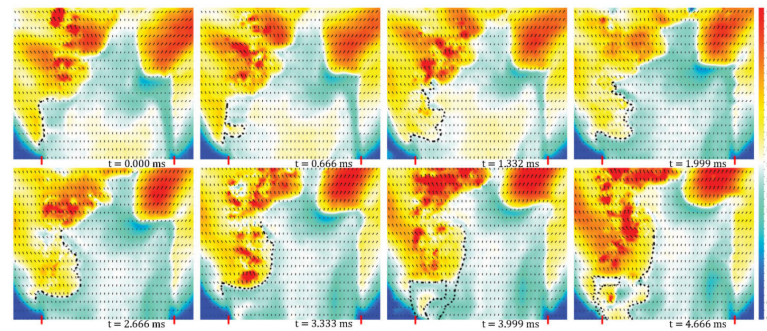 t = 0.000 ms
t = 0.666 ms
t = 1.332 ms
t = 1.999 ms
t = 2.666 ms
t = 3.333 ms
t = 3.999 ms
t = 4.666 ms